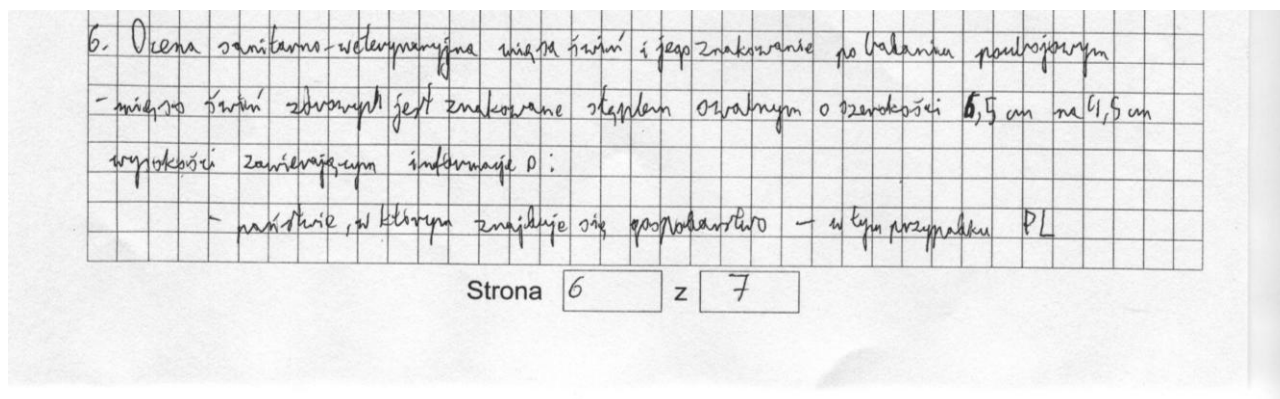 6. Ocena sanitarno-weterynaryjna mięsa świń i jego znakowanie po badaniu poubojowym
- mięso świń zdrowych jest znakowane stęplem owalnym o szerokości 6,5 cm na 4,5 cm
wysokości zawierającym informacje o:
- państwie, w którym znajduje się gospodarstwo - w tym przypadku PL
Strona 6 z 7